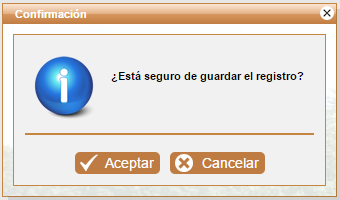 Confirmación
¿Está seguro de guardar el registro?
Aceptar
Cancelar